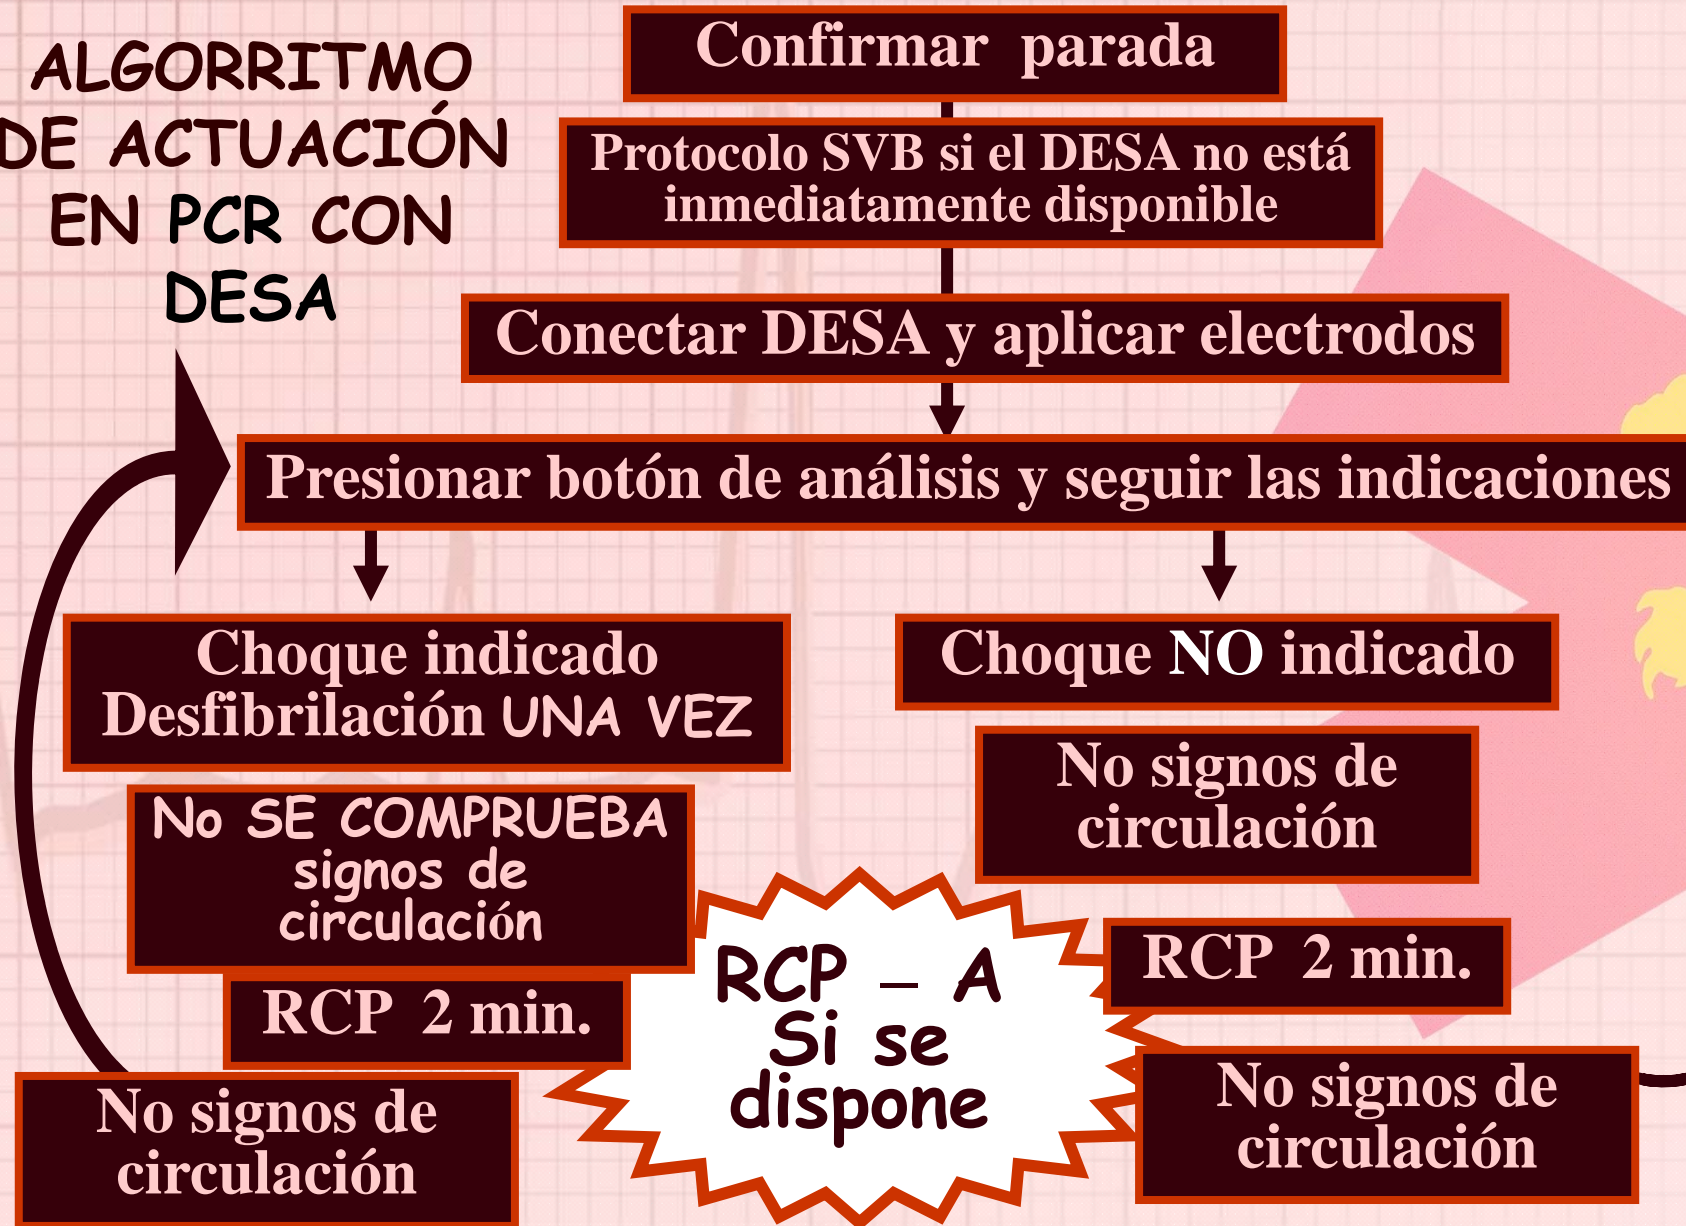 ALGORRITMO
DE ACTUACIÓN
EN PCR CON
DESA
Confirmar parada
Protocolo SVB si el DESA no está
inmediatamente disponible
Conectar DESA y aplicar electrodos
Presionar botón de análisis y seguir las indicaciones
Choque indicado
Desfibrilación UNA VEZ
No SE COMPRUEBA
signos de
circulación
RCP 2 min.
No signos de
circulación
Choque NO indicado
No signos de
circulación
RCP 2 min.
No signos de
circulación
RCP – A
Si se
dispone